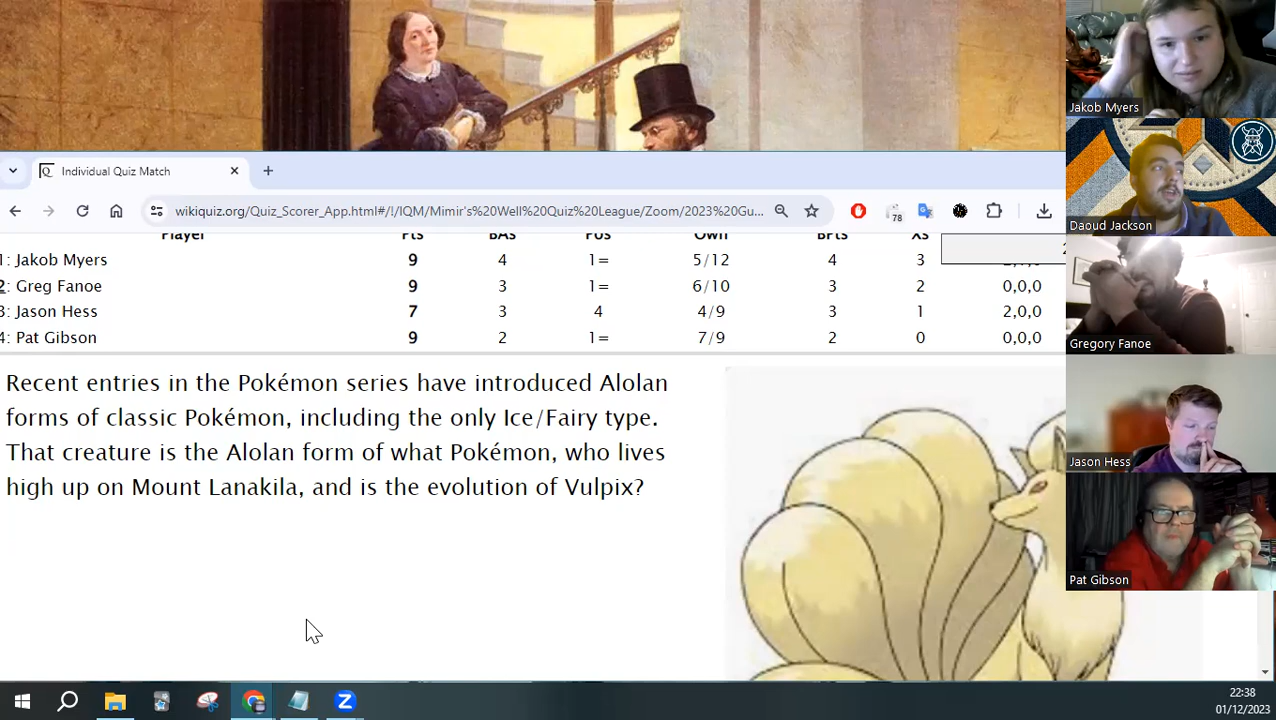 Jakob Myers
Individual Quiz Match
Daoud Jackson
wikiquiz.org/Quiz_Scorer_App.html#/!/IQM/Mimir's%20Well%20Quiz%20League/Zoom/2023%20Gu...
78
Player Pts BAs Pos Own BPts Xs
1: Jakob Myers 9 4 1= 5/12 4 3
2: Greg Fanoe 9 3 1= 6/10 3 2 0,0,0
3: Jason Hess 7 3 4 4/9 3 1 2,0,0
4: Pat Gibson 9 2 1= 7/9 2 0 0,0,0
Gregory Fanoe
Recent entries in the Pokémon series have introduced Alolan
forms of classic Pokémon, including the only Ice/Fairy type.
That creature is the Alolan form of what Pokémon, who lives
high up on Mount Lanakila, and is the evolution of Vulpix?
Jason Hess
Pat Gibson
22:38
01/12/2023